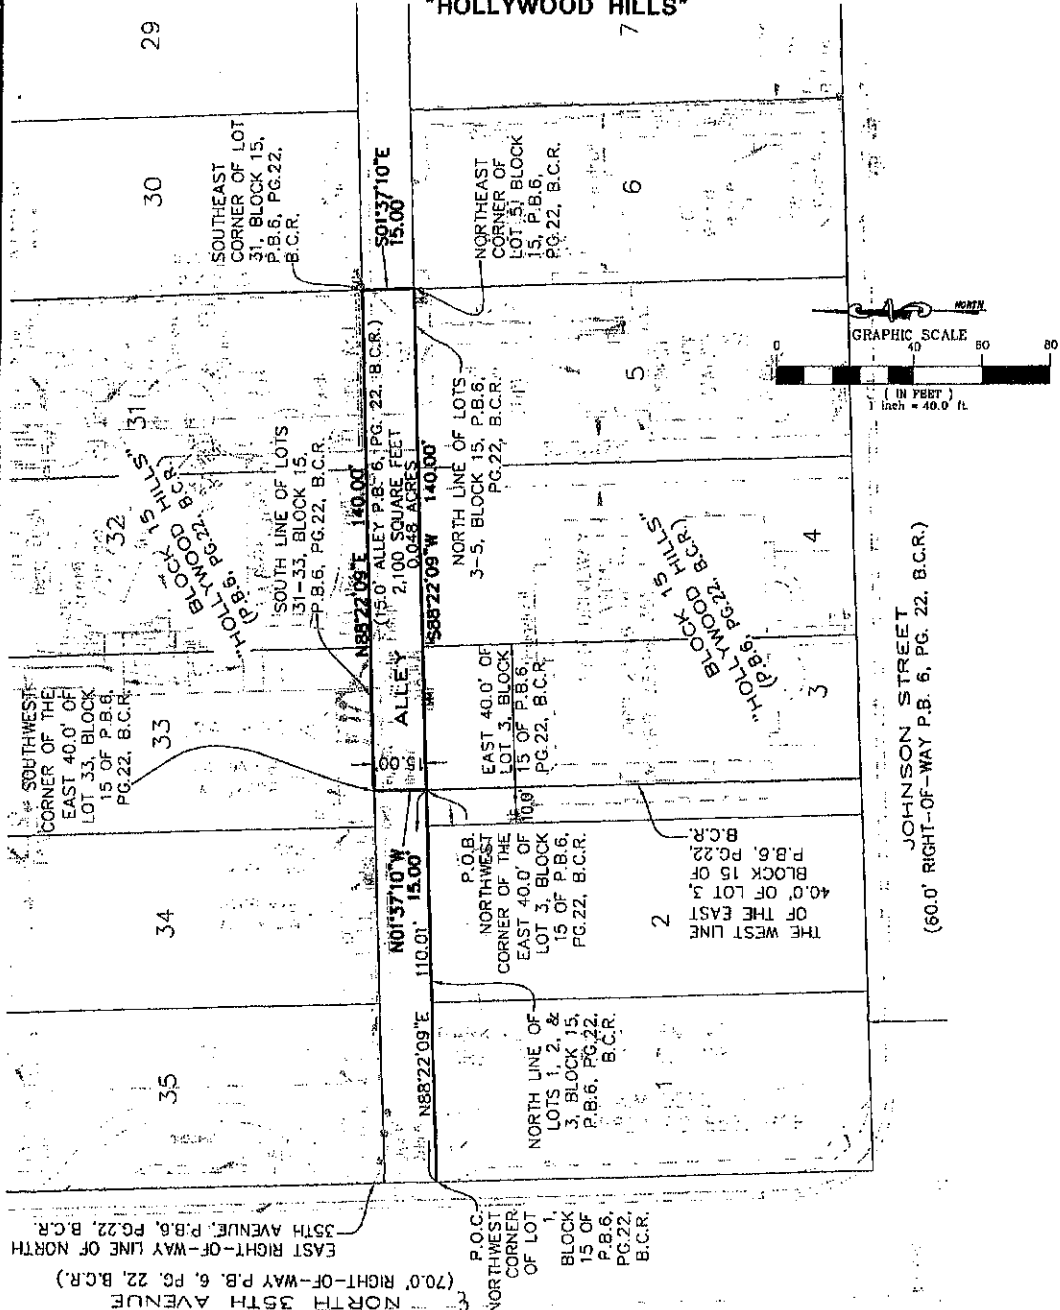 "HOLLYWOOD HILLS"
29
7
30
SOUTHEAST
CORNER OF LOT
31, BLOCK 15,
P.B.6, PG.22,
B.C.R.
S01°37'10"E
15.00'
NORTHEAST
CORNER OF
LOT 5, BLOCK
15, P.B.6,
PG.22, B.C.R.
6
NORTH
GRAPHIC SCALE
0 40 60 80
( IN FEET )
1 inch = 40.0' ft.
31
32
BLOCK 15
"HOLLYWOOD HILLS"
(P.B.6, PG.22, B.C.R.)
SOUTH LINE OF LOTS
31-33, BLOCK 15,
P.B.6, PG.22, B.C.R.
N88°22'09"E 140.00'
(15.0' ALLEY P.B. 6, PG. 22. B.C.R.)
2,100 SQUARE FEET
0.048 ACRES
S88°22'09"W 140.00'
ALLEY
NORTH LINE OF LOTS
3-5, BLOCK 15, P.B.6,
PG.22, B.C.R.
5
4
BLOCK 15
"HOLLYWOOD HILLS"
(P.B.6, PG.22, B.C.R.)
3
SOUTHWEST
CORNER OF THE
EAST 40.0' OF
LOT 33, BLOCK
15 OF P.B.6,
PG.22, B.C.R.
33
15.00'
EAST 40.0' OF
LOT 3, BLOCK
15 OF P.B.6,
PG.22, B.C.R.
10.0'
JOHNSON STREET
(60.0' RIGHT-OF-WAY P.B. 6, PG. 22, B.C.R.)
34
N01°37'10"W
15.00'
P.O.B.
NORTHWEST
CORNER OF THE
EAST 40.0' OF
LOT 3, BLOCK
15 OF P.B.6,
PG.22, B.C.R.
2
THE WEST LINE
OF THE EAST
40.0' OF LOT 3,
BLOCK 15 OF
P.B.6, PG.22,
B.C.R.
35
N88°22'09"E 110.01'
NORTH LINE OF
LOTS 1, 2, &
3, BLOCK 15,
P.B.6, PG.22,
B.C.R.
1
P.O.C.
NORTHWEST
CORNER
OF LOT
1,
BLOCK
15 OF
P.B.6,
PG.22,
B.C.R.
EAST RIGHT-OF-WAY LINE OF NORTH
35TH AVENUE, P.B.6, PG.22, B.C.R.
NORTH 35TH AVENUE
(70.0' RIGHT-OF-WAY P.B. 6, PG. 22, B.C.R.)